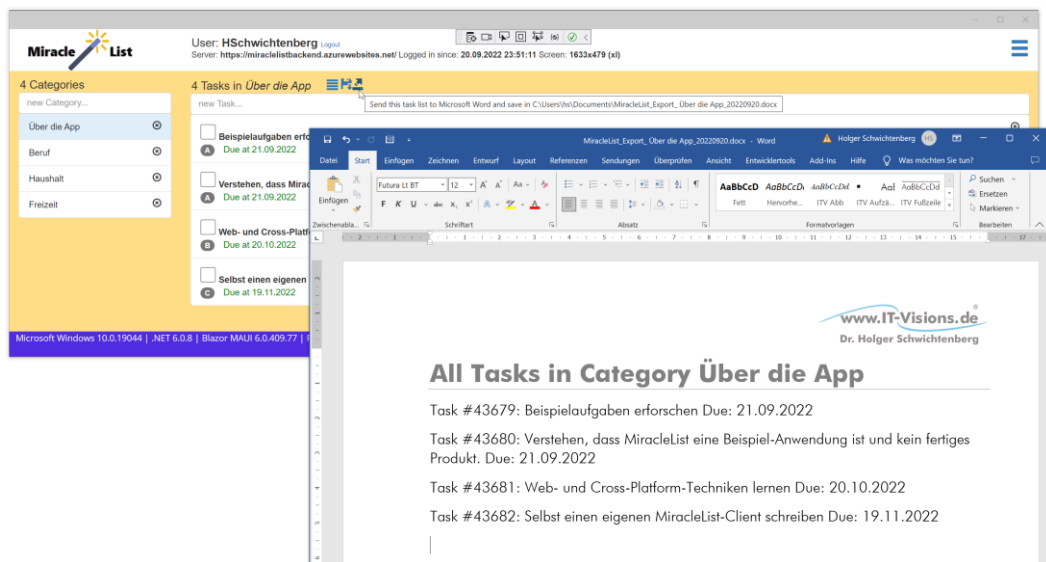 Miracle List
User: HSchwichtenberg Logout
Server: https://miraclelistbackend.azurewebsites.net/ Logged in since: 20.09.2022 23:51:11 Screen: 1633x479 (xl)
4 Categories
new Category...
Über die App
Beruf
Haushalt
Freizeit
4 Tasks in Über die App
new Task...
Send this task list to Microsoft Word and save in C:\Users\hs\Documents\MiracleList_Export_ Über die App_20220920.docx
Beispielaufgaben erfo
A Due at 21.09.2022
Verstehen, dass Mirac
A Due at 21.09.2022
Web- und Cross-Platf
B Due at 20.10.2022
Selbst einen eigenen
C Due at 19.11.2022
Microsoft Windows 10.0.19044 | .NET 6.0.8 | Blazor MAUI 6.0.409.77 |
MiracleList_Export_ Über die App_20220920.docx - Word
Holger Schwichtenberg HS
Datei Start Einfügen Zeichnen Entwurf Layout Referenzen Sendungen Überprüfen Ansicht Entwicklertools Add-Ins Hilfe Was möchten Sie tun?
Einfügen
Futura Lt BT 12
F K U
AaBbCcD AaBbCcDi AaBbCcDd AaI AaBbCcDd
Fett Hervorhe... ITV Abb ITV Aufzä... ITV Fußzeile
Suchen
Ersetzen
Markieren
Zwischenabla... Schriftart Absatz Formatvorlagen Bearbeiten
www.IT-Visions.de
Dr. Holger Schwichtenberg
All Tasks in Category Über die App
Task #43679: Beispielaufgaben erforschen Due: 21.09.2022
Task #43680: Verstehen, dass MiracleList eine Beispiel-Anwendung ist und kein fertiges
Produkt. Due: 21.09.2022
Task #43681: Web- und Cross-Platform-Techniken lernen Due: 20.10.2022
Task #43682: Selbst einen eigenen MiracleList-Client schreiben Due: 19.11.2022